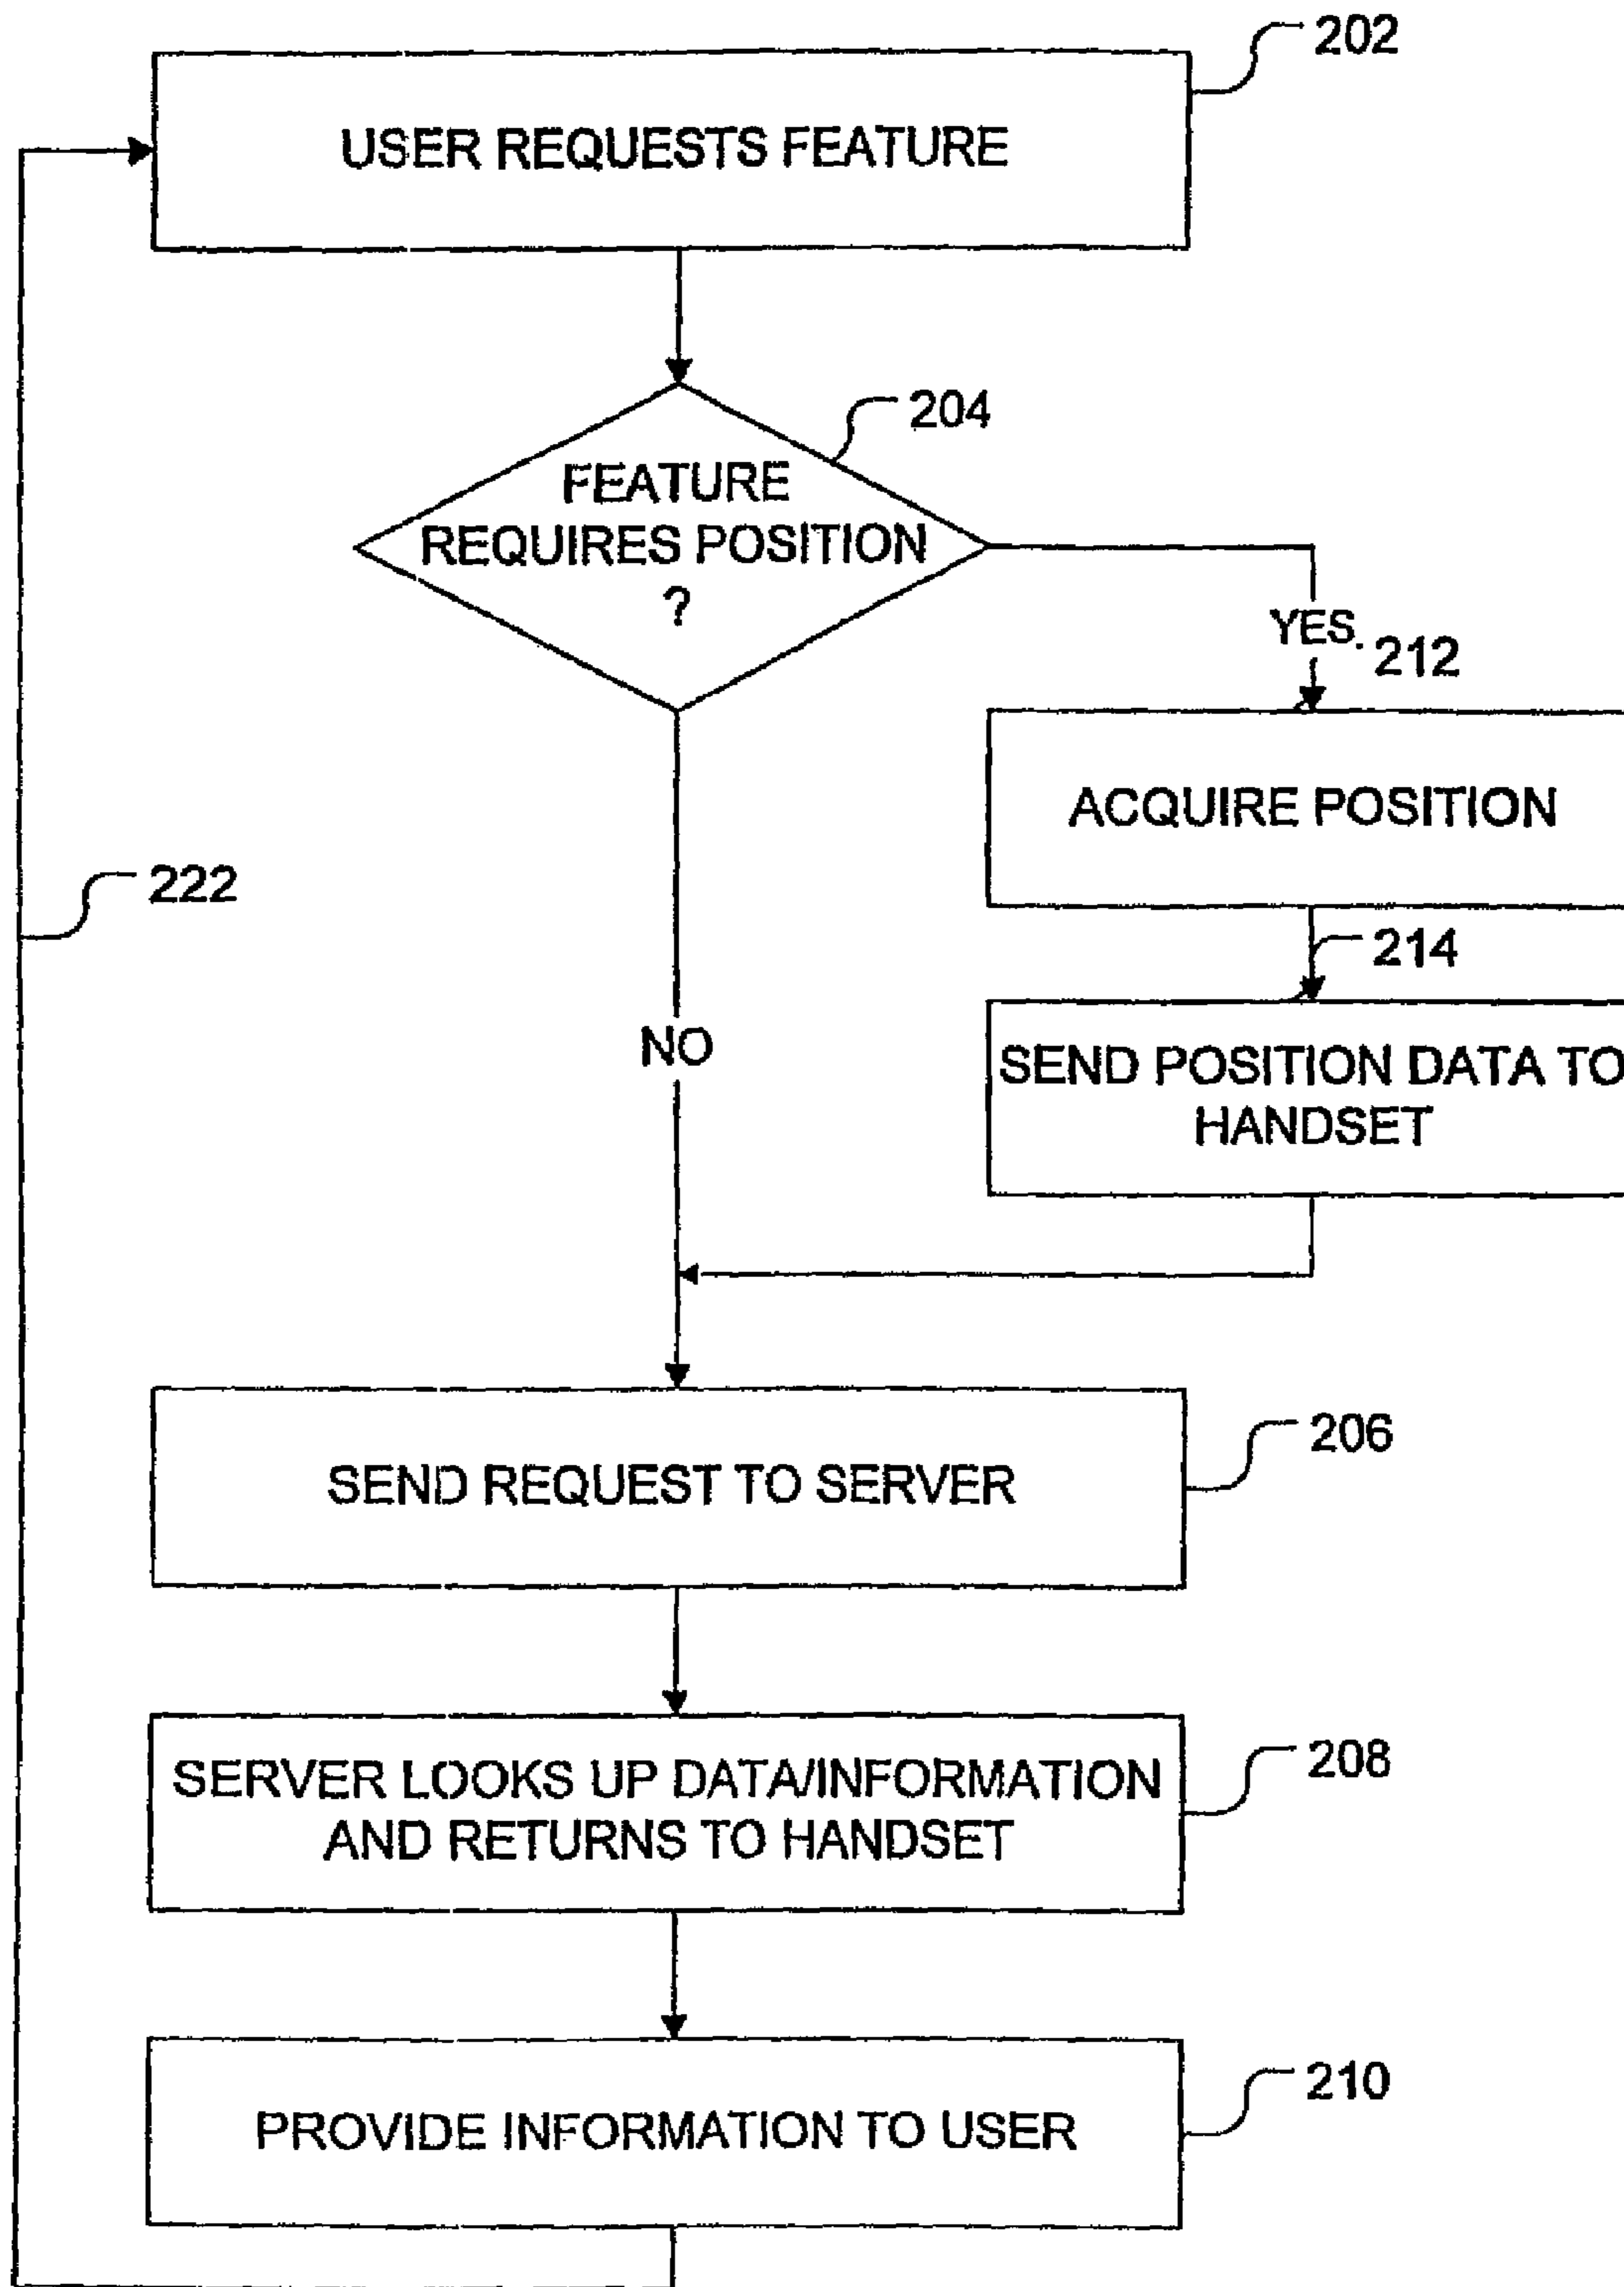 202
USER REQUESTS FEATURE
204
FEATURE
REQUIRES POSITION
?
YES.
212
ACQUIRE POSITION
222
214
NO
SEND POSITION DATA TO
HANDSET
206
SEND REQUEST TO SERVER
208
SERVER LOOKS UP DATA/INFORMATION
AND RETURNS TO HANDSET
210
PROVIDE INFORMATION TO USER